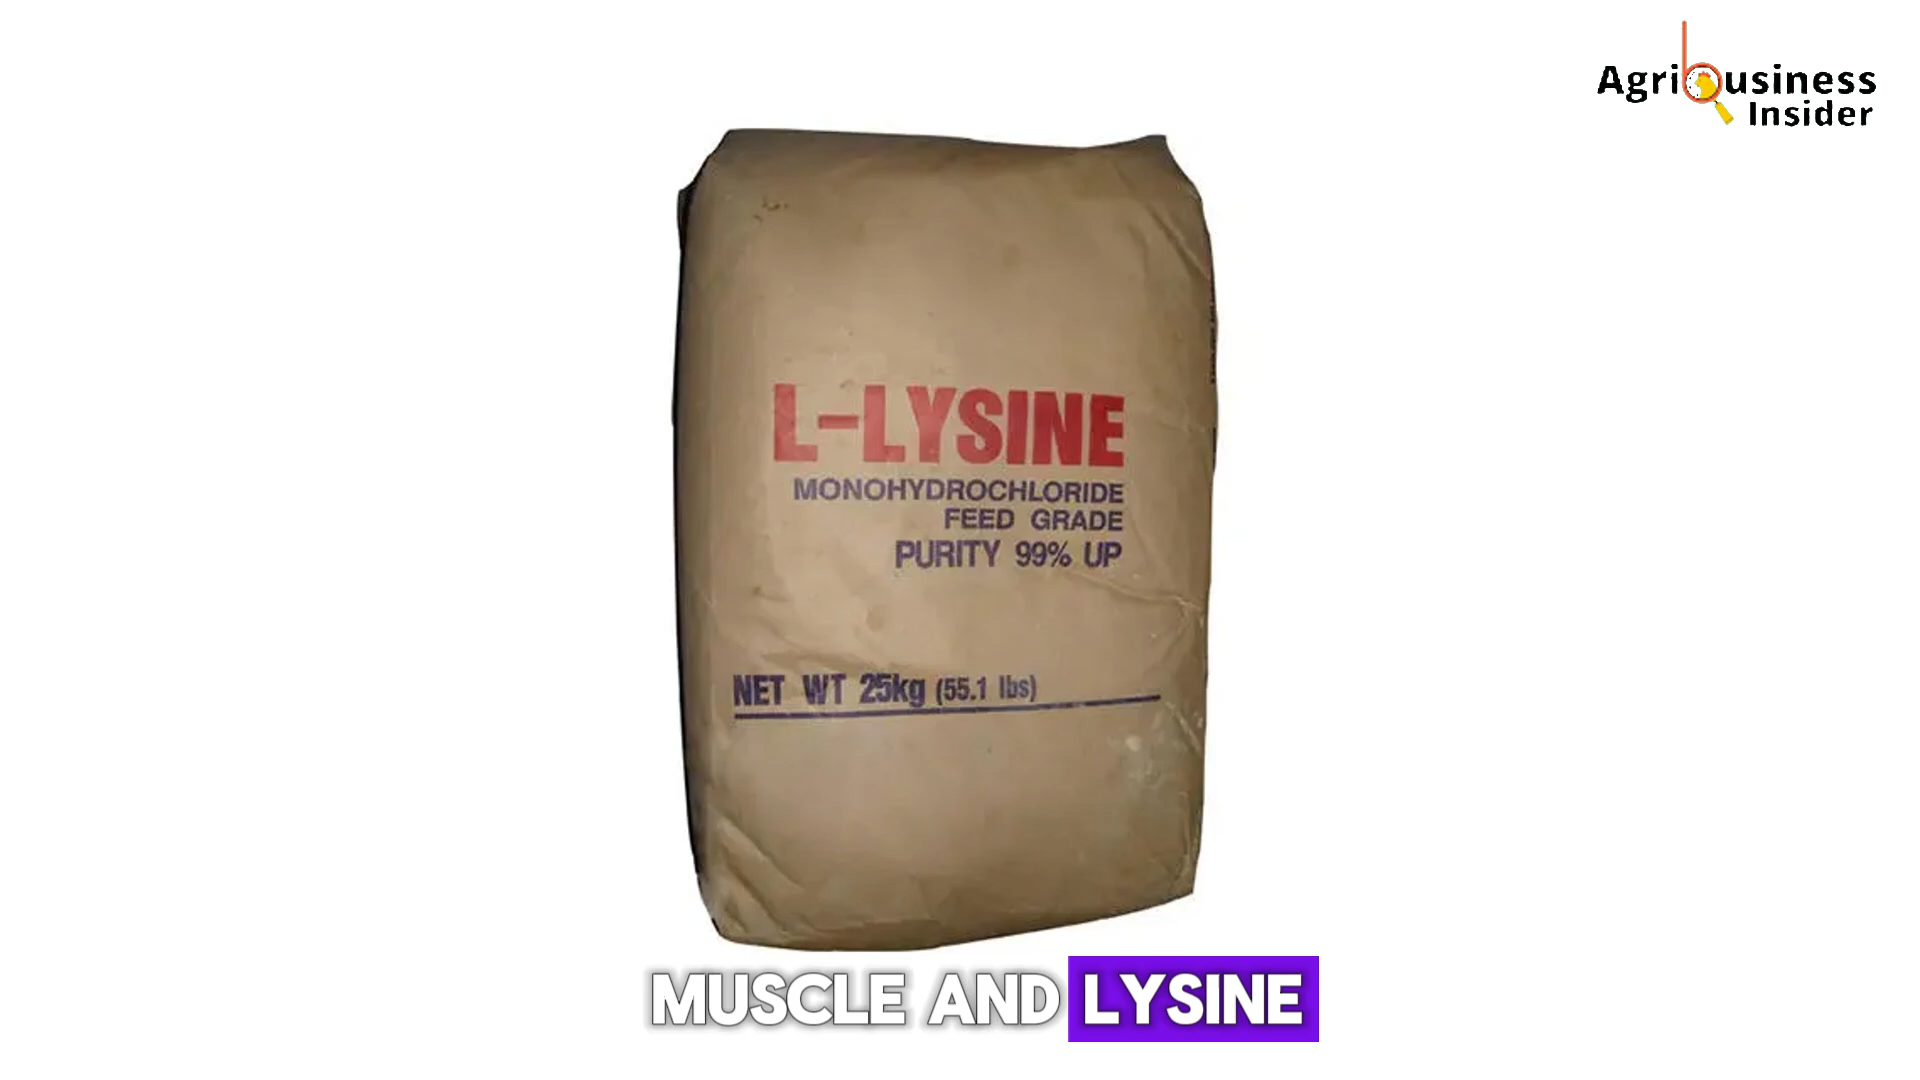 Agribusiness
Insider
L-LYSINE
MONOHYDROCHLORIDE
FEED GRADE
PURITY 99% UP
NET WT 25kg (55.1 lbs)
MUSCLE AND LYSINE